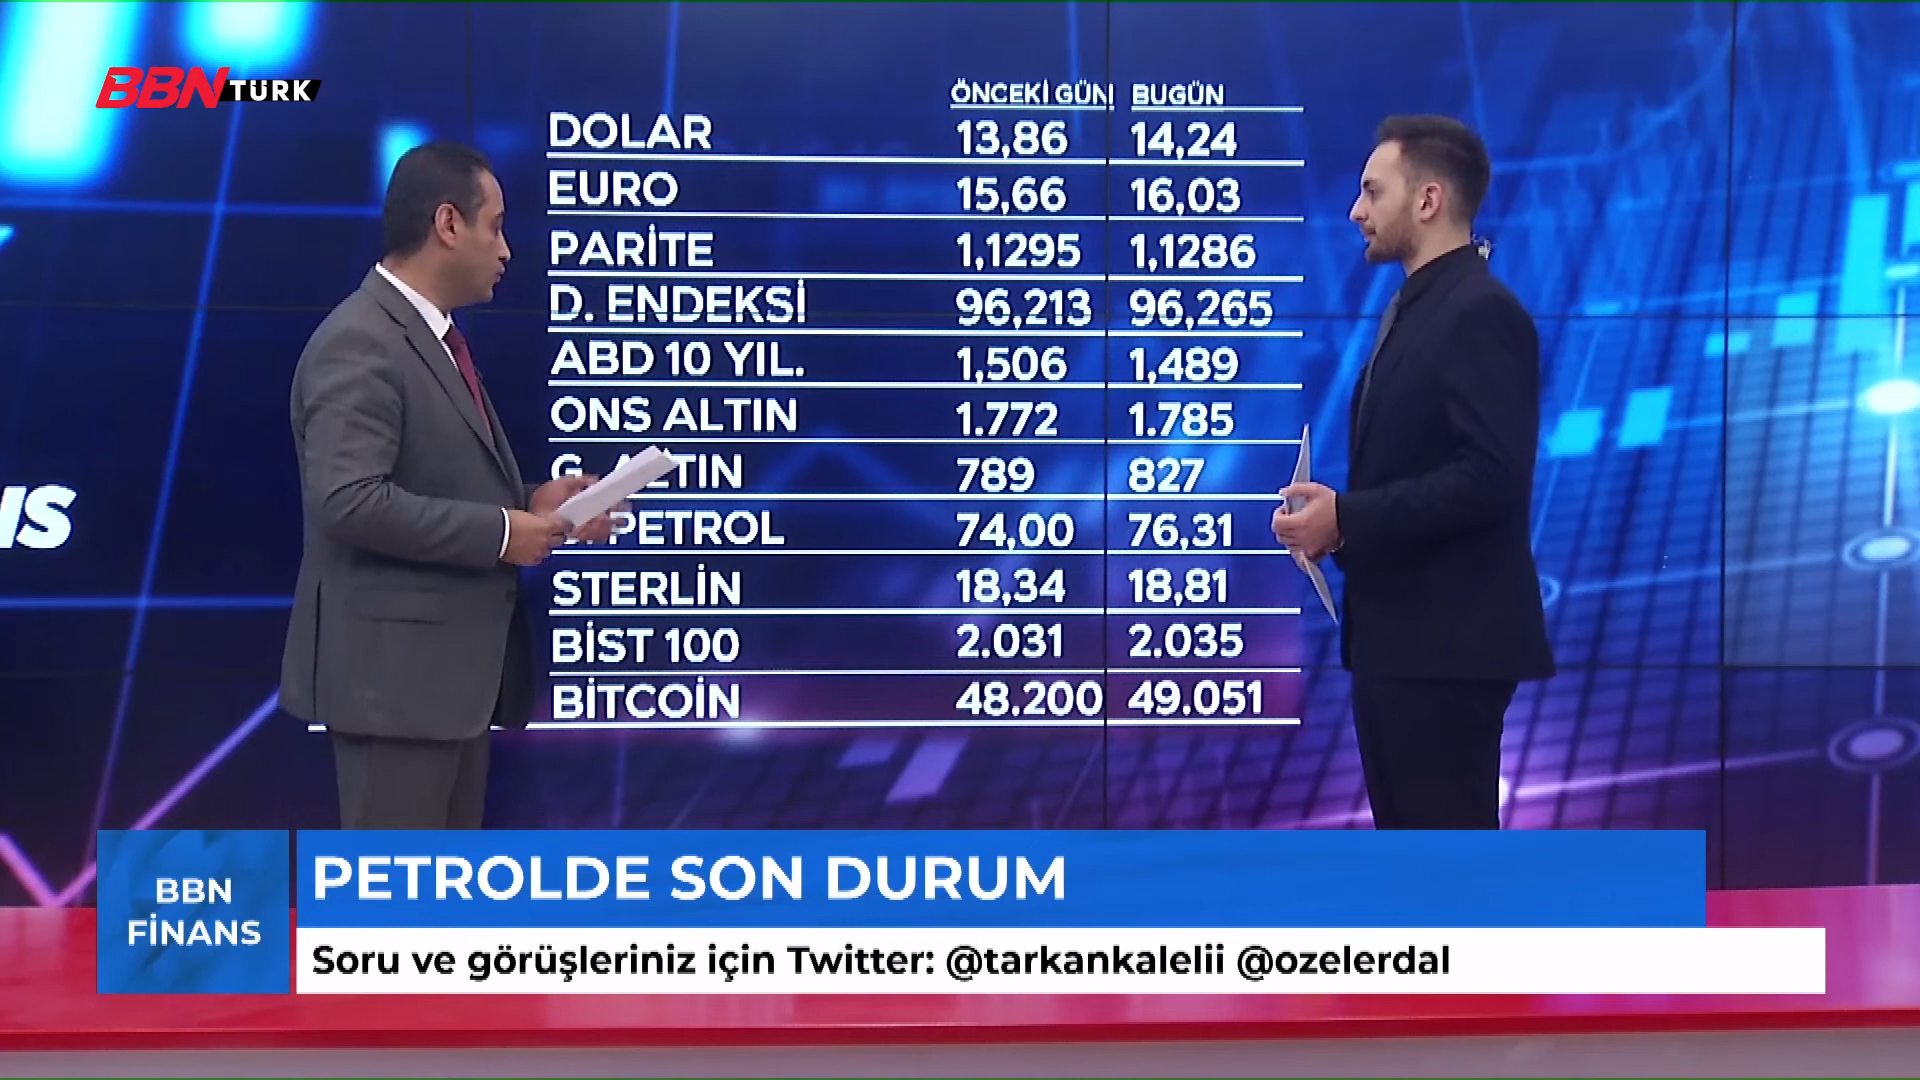 BBN TURK
ÖNCEKİ GÜN BUGÜN
DOLAR 13,86 14,24
EURO 15,66 16,03
PARİTE 1,1295 1,1286
D. ENDEKSİ 96,213 96,265
ABD 10 YIL. 1,506 1,489
ONS ALTIN 1.772 1.785
789 827
PETROL 74,00 76,31
STERLİN 18,34 18,81
BİST 100 2.031 2.035
BİTCOİN 48.200 49.051
BBN
FİNANS
PETROLDE SON DURUM
Soru ve görüşleriniz için Twitter: @tarkankalelii @ozelerdal